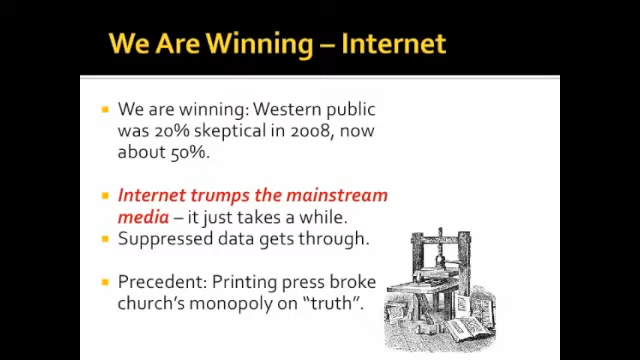 We Are Winning – Internet
We are winning: Western public
was 20% skeptical in 2008, now
about 50%.
Internet trumps the mainstream
media – it just takes a while.
Suppressed data gets through.
Precedent: Printing press broke
church's monopoly on “truth”.